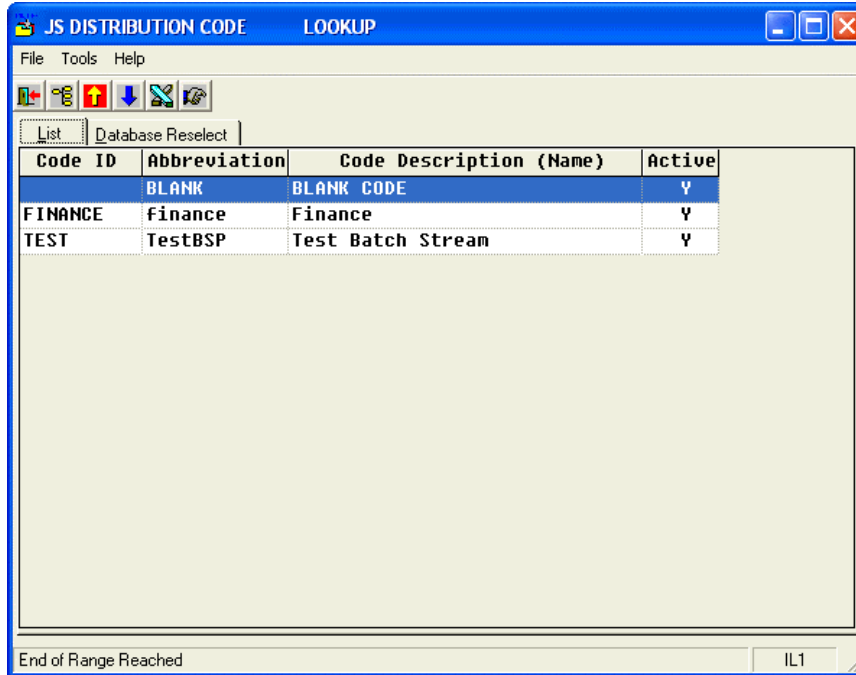 JS DISTRIBUTION CODE LOOKUP
File Tools Help
List Database Reselect
Code ID Abbreviation Code Description (Name) Active
BLANK BLANK CODE Y
FINANCE finance Finance Y
TEST TestBSP Test Batch Stream Y
End of Range Reached IL1